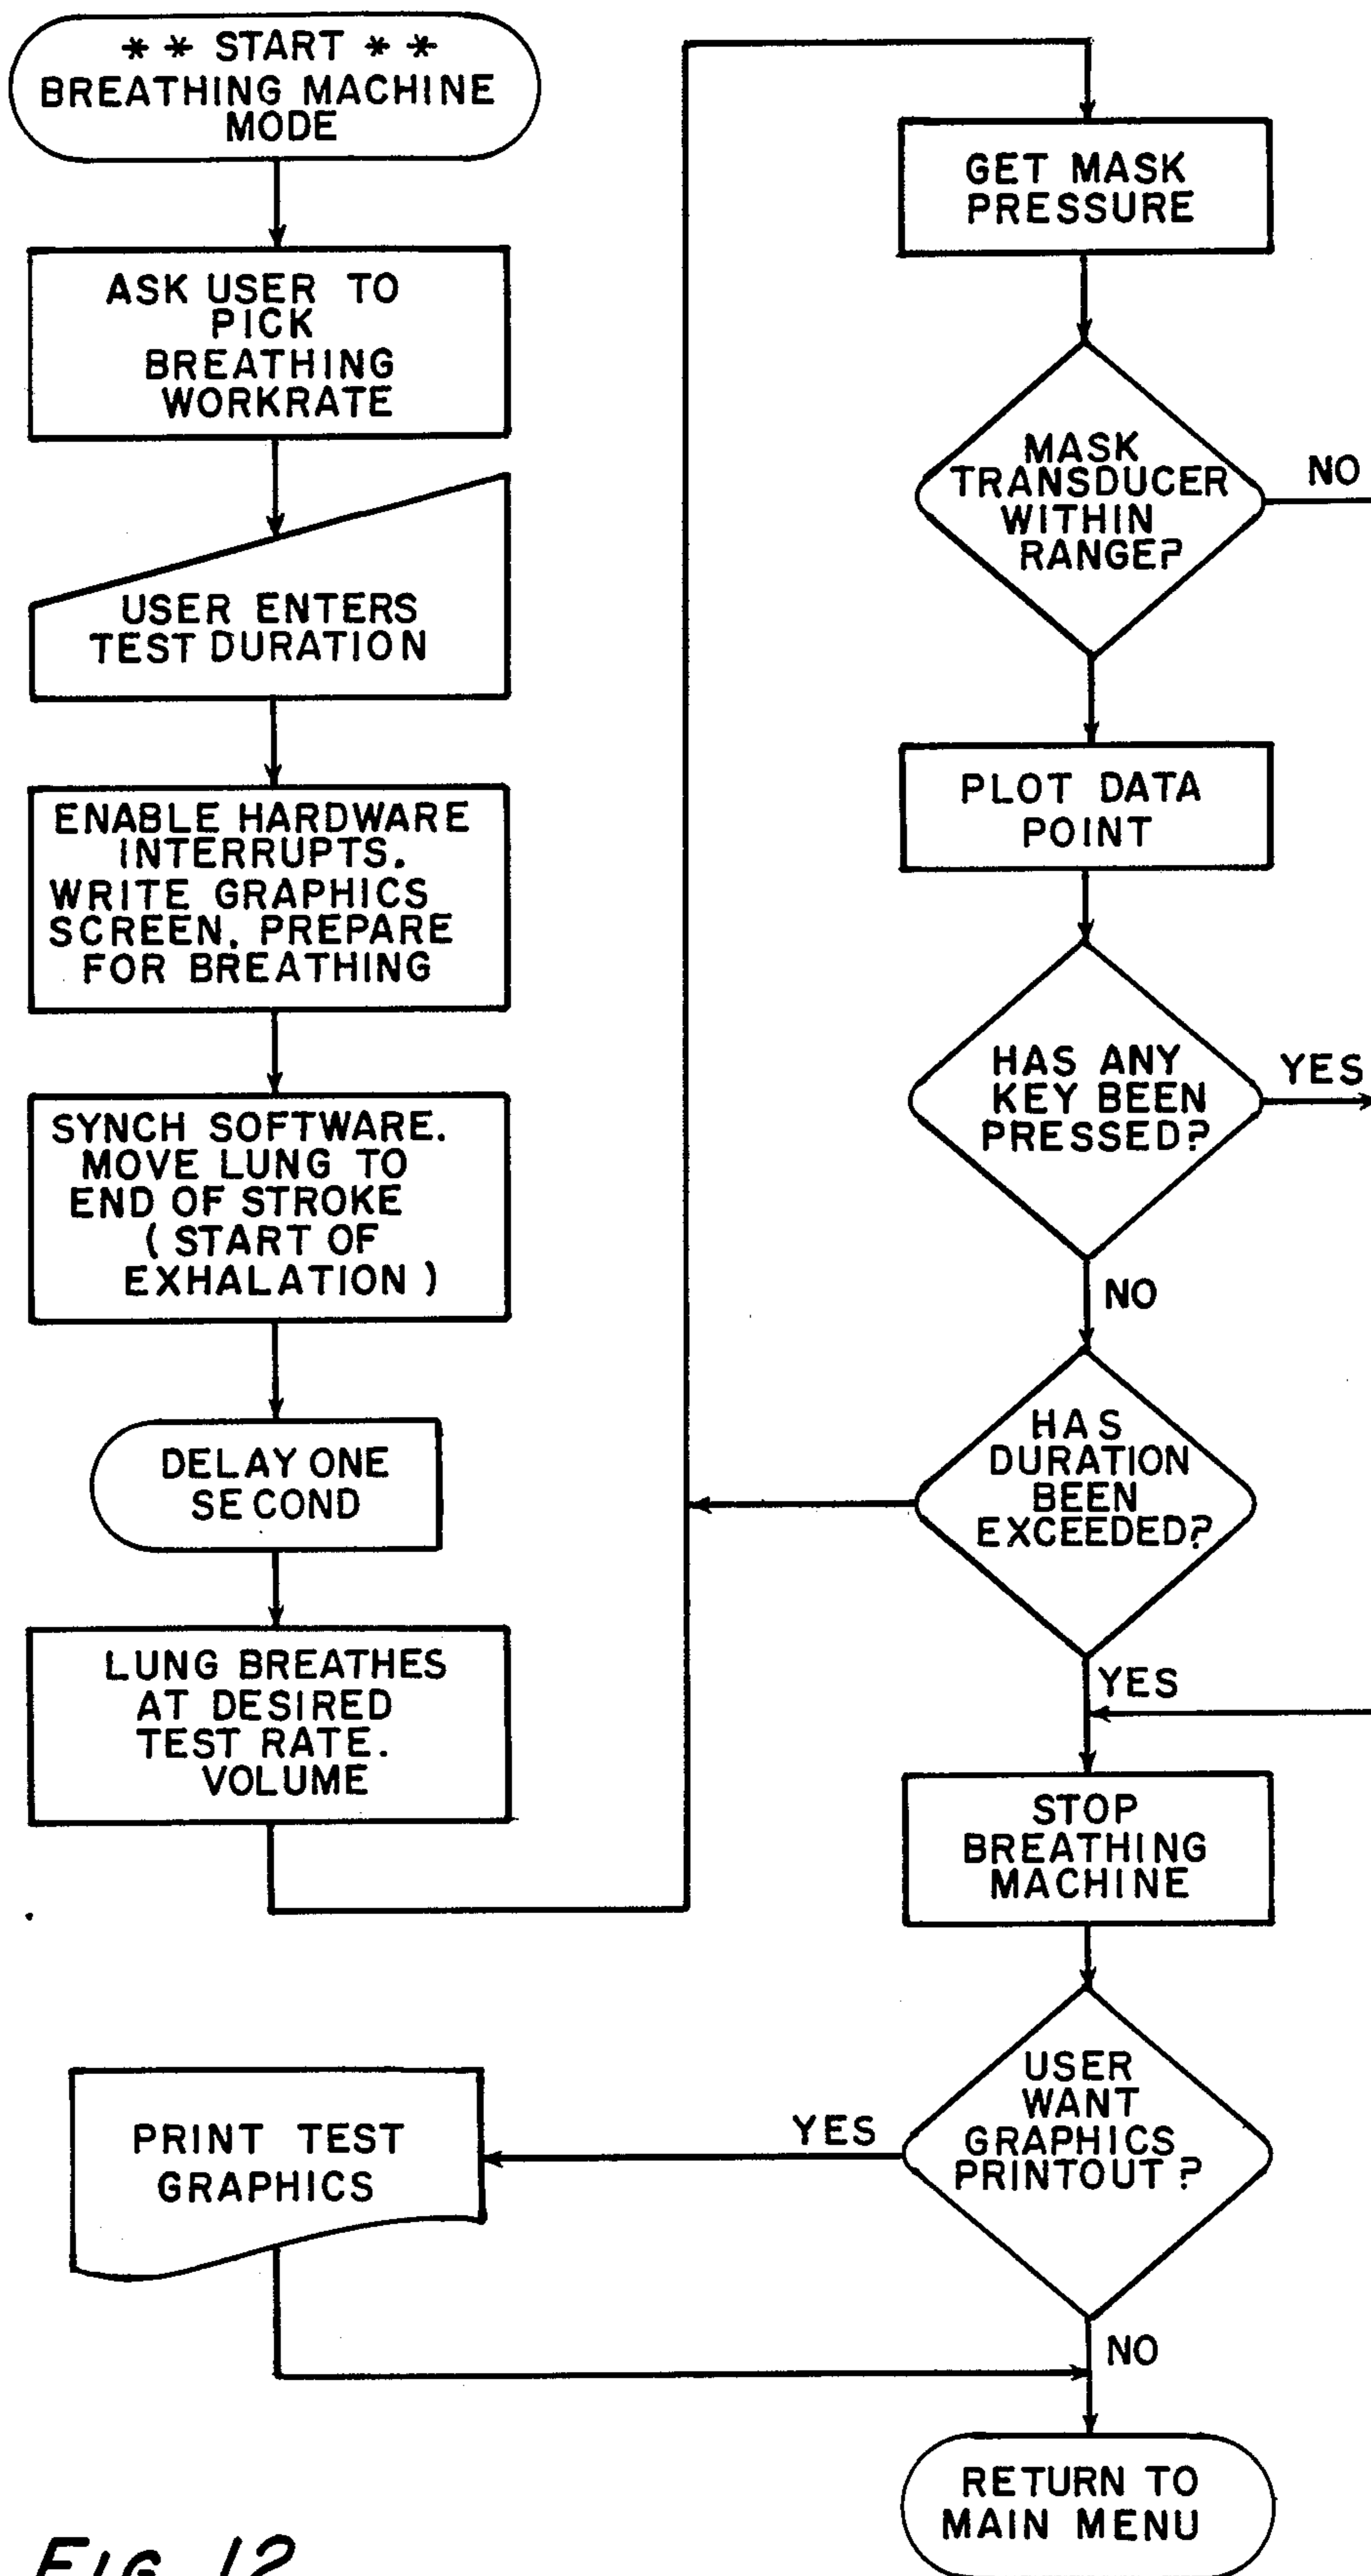 * * START * *
BREATHING MACHINE
MODE
ASK USER TO
PICK
BREATHING
WORKRATE
USER ENTERS
TEST DURATION
ENABLE HARDWARE
INTERRUPTS.
WRITE GRAPHICS
SCREEN. PREPARE
FOR BREATHING
SYNCH SOFTWARE.
MOVE LUNG TO
END OF STROKE
( START OF
EXHALATION )
DELAY ONE
SECOND
LUNG BREATHES
AT DESIRED
TEST RATE.
VOLUME
GET MASK
PRESSURE
MASK
TRANSDUCER
WITHIN
RANGE?
NO
PLOT DATA
POINT
HAS ANY
KEY BEEN
PRESSED?
YES
NO
HAS
DURATION
BEEN
EXCEEDED?
YES
STOP
BREATHING
MACHINE
USER
WANT
GRAPHICS
PRINTOUT ?
YES
PRINT TEST
GRAPHICS
NO
RETURN TO
MAIN MENU
FIG. 12